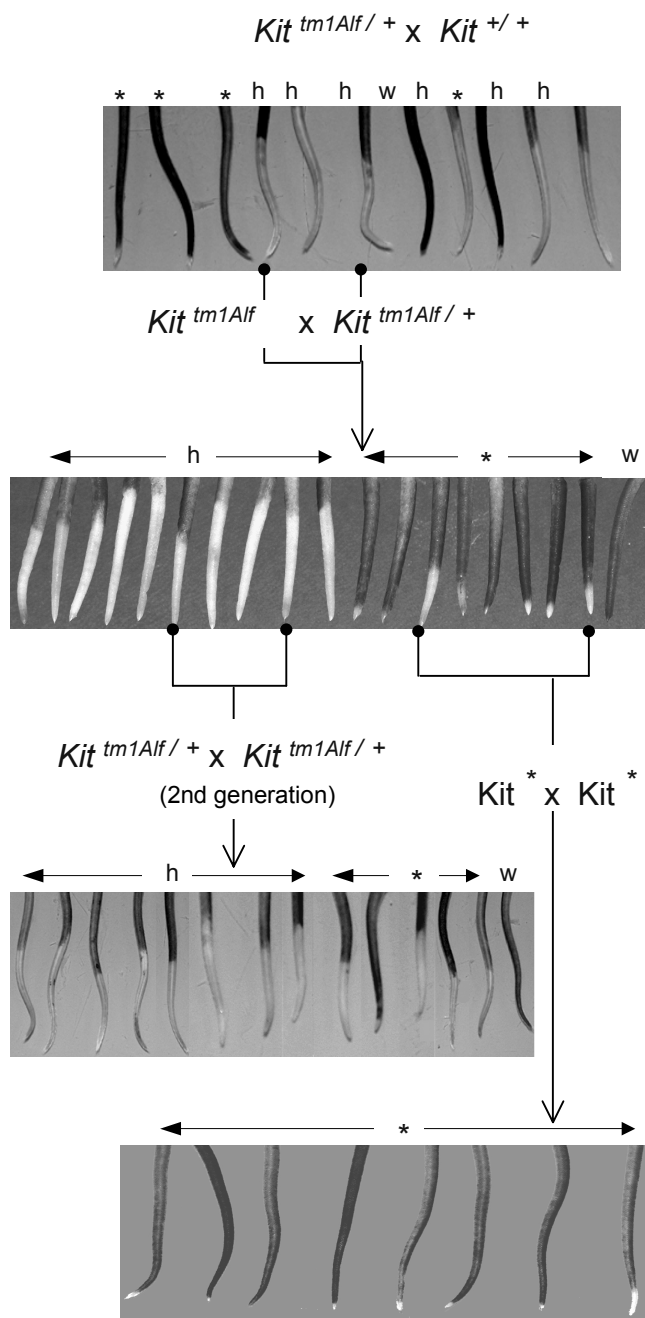 Kit tm1Alf / + x Kit +/ +
* * * h h h w h * h h
Kit tm1Alf x Kit tm1Alf / +
h * w
Kit tm1Alf / + x Kit tm1Alf / +
(2nd generation)
Kit * x Kit *
h * w
*